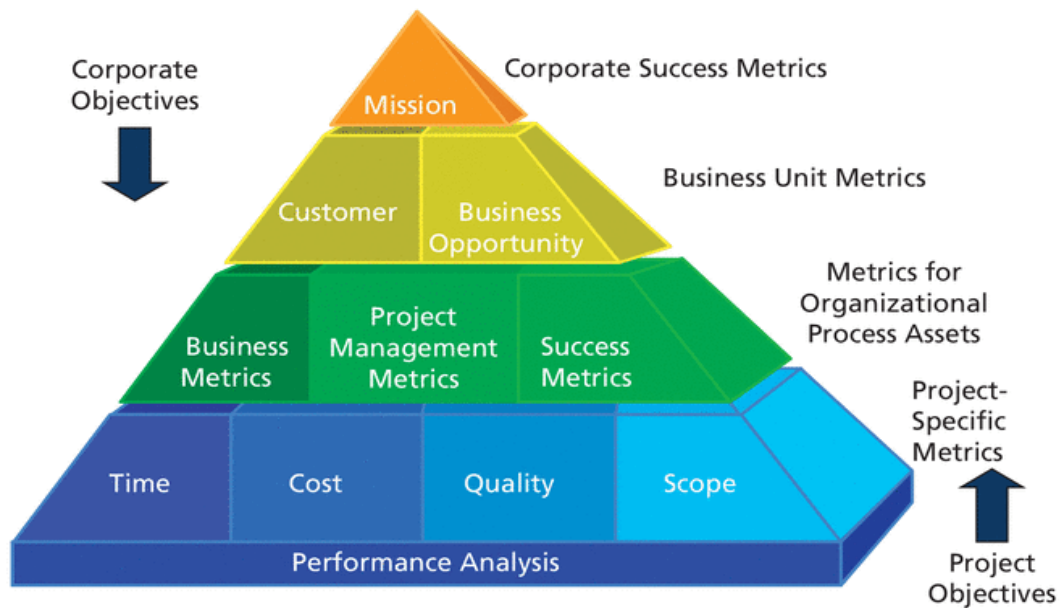 Corporate
Objectives
Corporate Success Metrics
Mission
Business Unit Metrics
Customer
Business
Opportunity
Metrics for
Organizational
Process Assets
Business
Metrics
Project
Management
Metrics
Success
Metrics
Project-
Specific
Metrics
Time
Cost
Quality
Scope
Performance Analysis
Project
Objectives